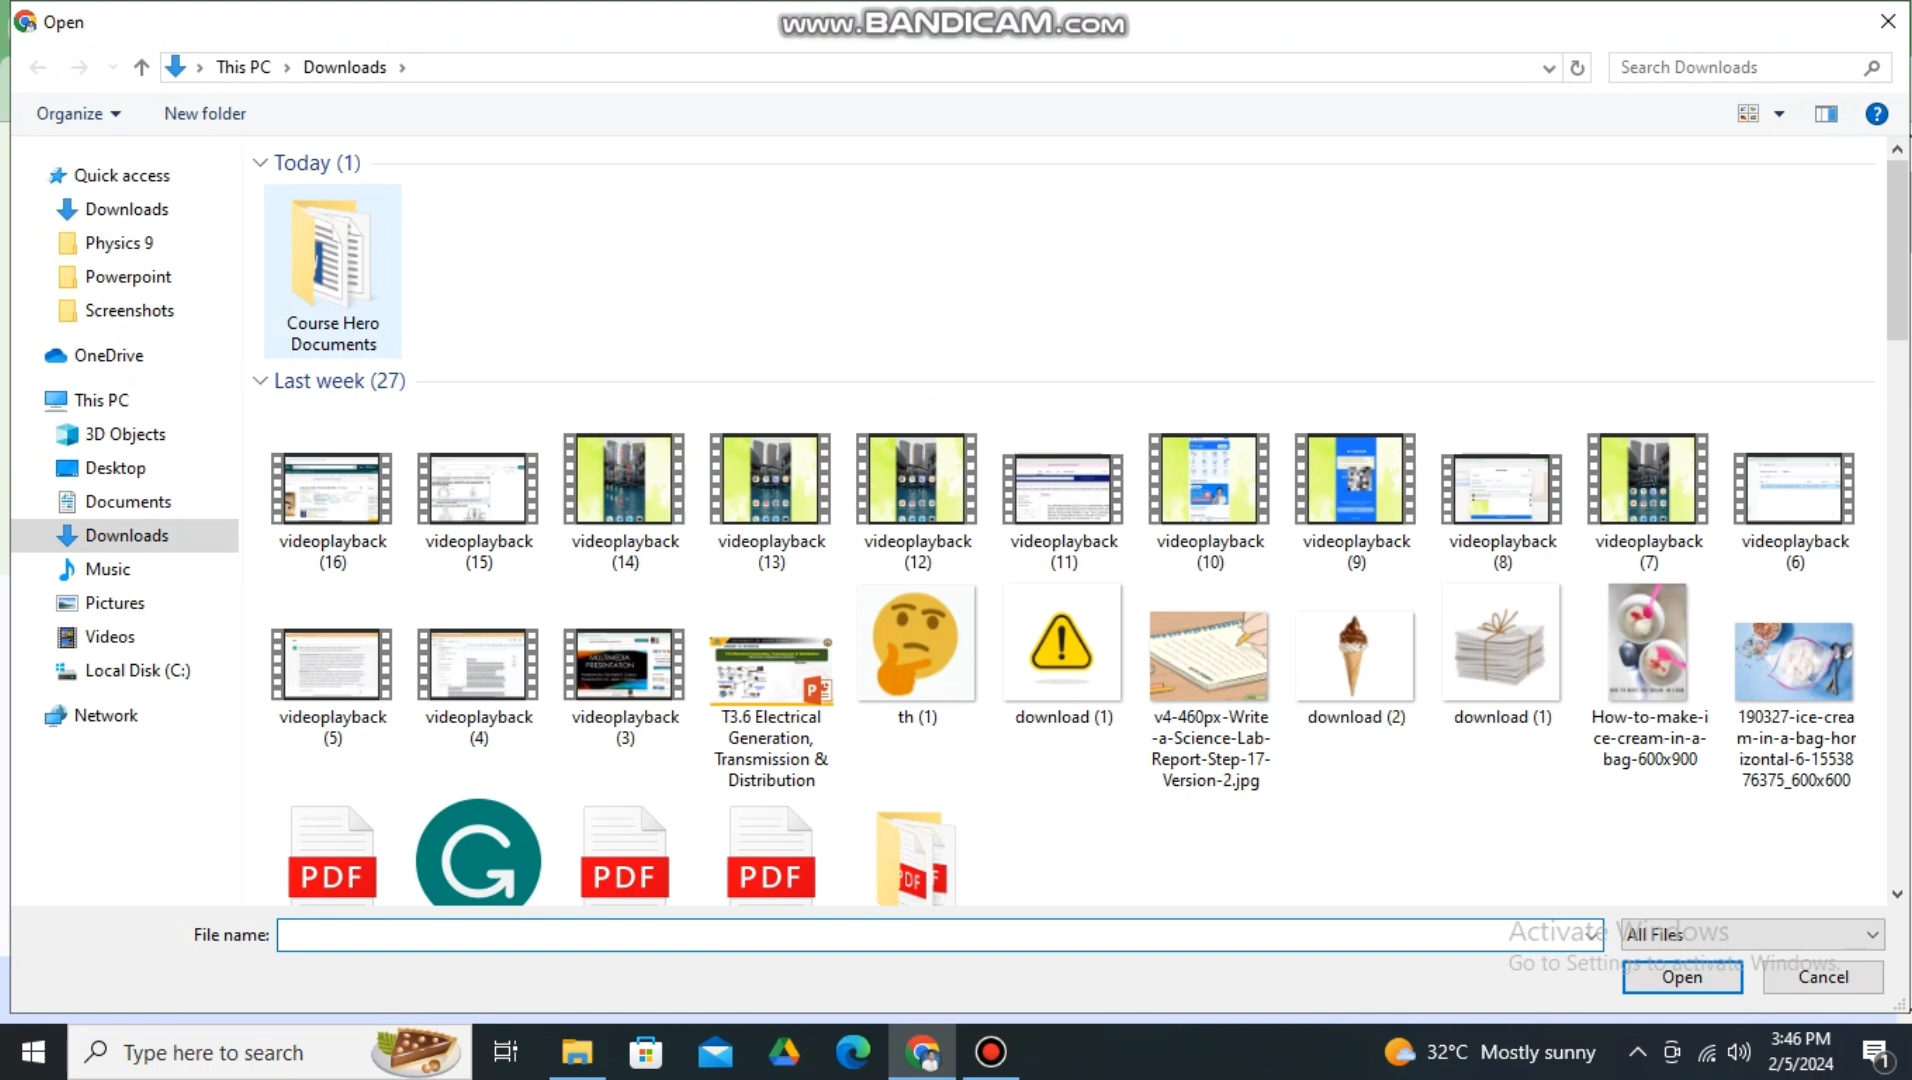 Open
www.BANDICAM.com
This PC
Downloads
Search Downloads
Organize
New folder
?
Quick access
Downloads
Physics 9
Powerpoint
Screenshots
OneDrive
This PC
3D Objects
Desktop
Documents
Downloads
Music
Pictures
Videos
Local Disk (C:)
Network
Today (1)
Course Hero
Documents
Last week (27)
videoplayback
(16)
videoplayback
(15)
videoplayback
(14)
videoplayback
(13)
videoplayback
(12)
videoplayback
(11)
videoplayback
(10)
videoplayback
(9)
videoplayback
(8)
videoplayback
(7)
videoplayback
(6)
videoplayback
(5)
videoplayback
(4)
MULTIMEDIA
PRESENTATION
videoplayback
(3)
T3.6 Electrical
Generation,
Transmission &
Distribution
th (1)
download (1)
v4-460px-Write
-a-Science-Lab-
Report-Step-17-
Version-2.jpg
download (2)
download (1)
How-to-make-i
ce-cream-in-a-
bag-600x900
190327-ice-crea
m-in-a-bag-hor
izontal-6-15538
76375_600x600
PDF
G
PDF
PDF
PDF
File name:
All Files
Activate Windows
Go to Settings to activate Windows.
Open
Cancel
Type here to search
32°C Mostly sunny
3:46 PM
2/5/2024
1